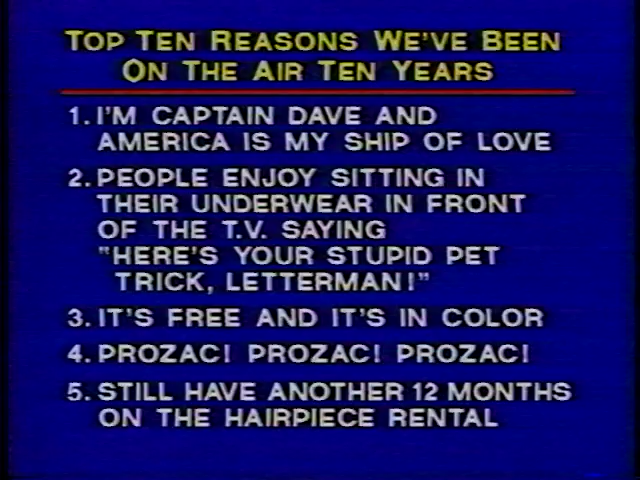 TOP TEN REASONS WE'VE BEEN
ON THE AIR TEN YEARS
1. I'M CAPTAIN DAVE AND
AMERICA IS MY SHIP OF LOVE
2. PEOPLE ENJOY SITTING IN
THEIR UNDERWEAR IN FRONT
OF THE T.V. SAYING
"HERE'S YOUR STUPID PET
TRICK, LETTERMAN!"
3. IT'S FREE AND IT'S IN COLOR
4. PROZAC! PROZAC! PROZAC!
5. STILL HAVE ANOTHER 12 MONTHS
ON THE HAIRPIECE RENTAL